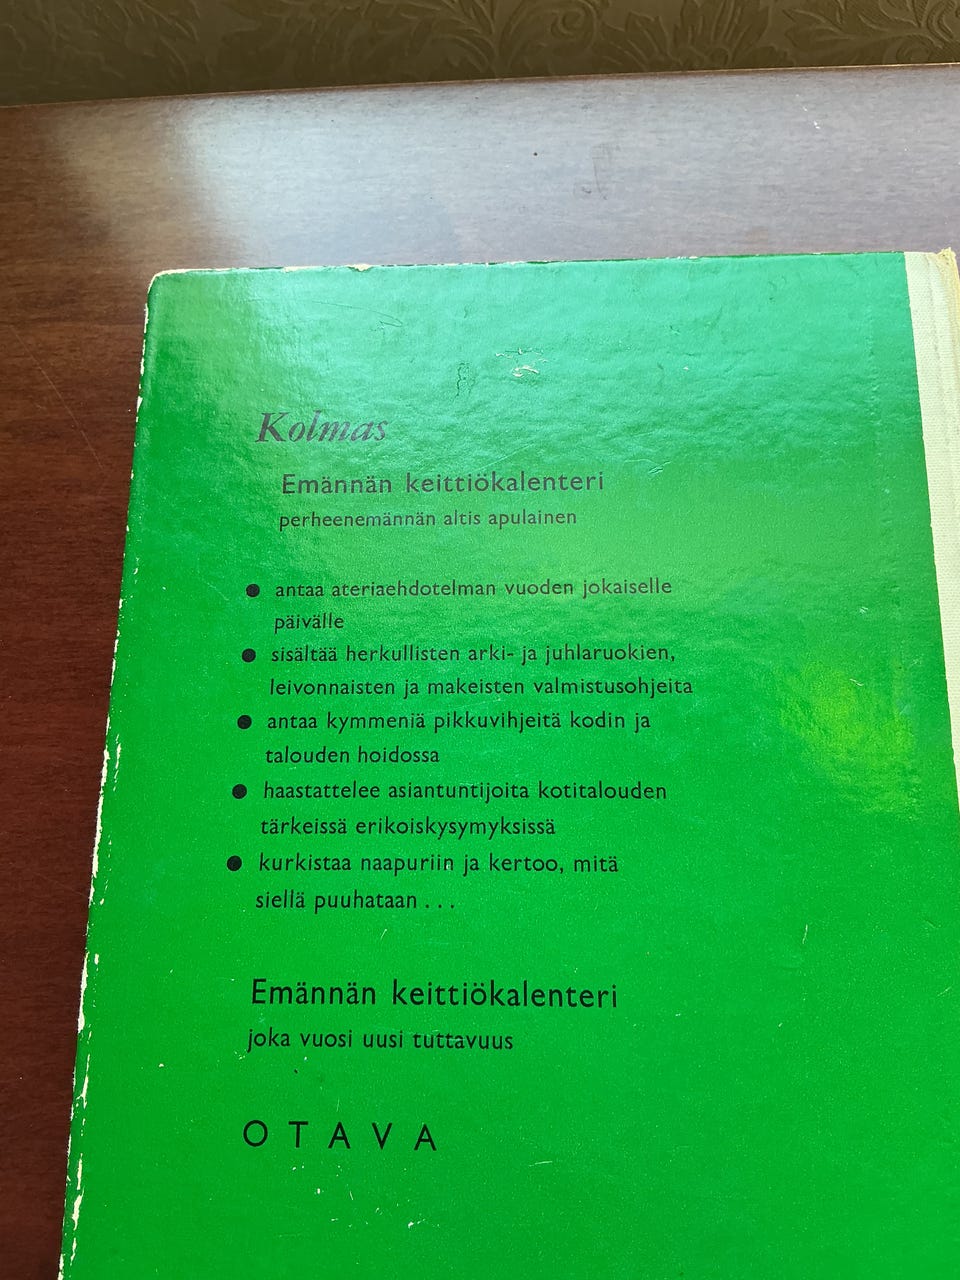 Kolmas
Emännän keittiökalenteri
perheenemännän altis apulainen
● antaa ateriaehdotelman vuoden jokaiselle
päivälle
● sisältää herkullisten arki- ja juhlaruokien,
leivonnaisten ja makeisten valmistusohjeita
● antaa kymmeniä pikkuvihjeitä kodin ja
talouden hoidossa
● haastattelee asiantuntijoita kotitalouden
tärkeissä erikoiskysymyksissä
● kurkistaa naapuriin ja kertoo, mitä
siellä puuhataan . . .
Emännän keittiökalenteri
joka vuosi uusi tuttavuus
OTAVA